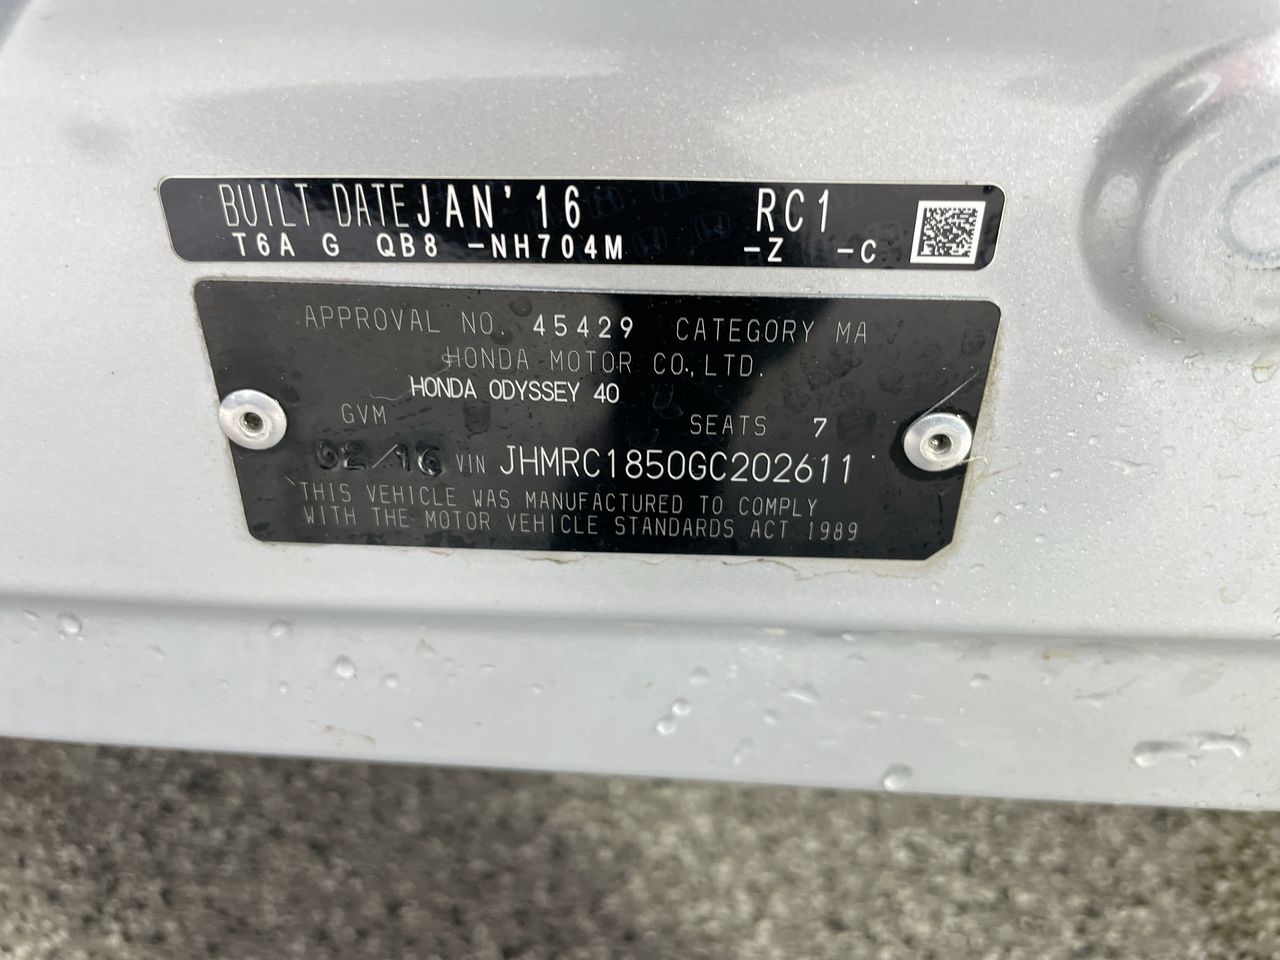 BUILT DATE JAN'16 RC1
T6A G QB8 -NH704M -Z -C
APPROVAL NO. 45429 CATEGORY MA
HONDA MOTOR CO.,LTD.
HONDA ODYSSEY 40
GVM SEATS 7
02/16 VIN JHMRC1850GC202611
THIS VEHICLE WAS MANUFACTURED TO COMPLY
WITH THE MOTOR VEHICLE STANDARDS ACT 1989